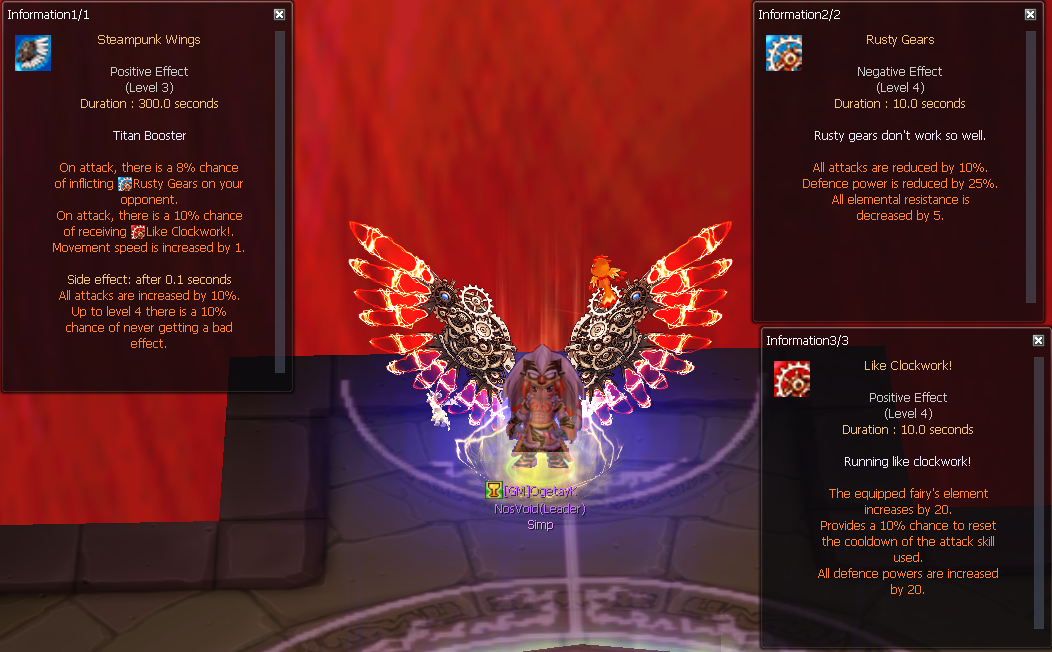 Information1/1
Steampunk Wings
Positive Effect
(Level 3)
Duration : 300.0 seconds
Titan Booster
On attack, there is a 8% chance
of inflicting Rusty Gears on your
opponent.
On attack, there is a 10% chance
of receiving Like Clockwork!.
Movement speed is increased by 1.
Side effect: after 0.1 seconds
All attacks are increased by 10%.
Up to level 4 there is a 10%
chance of never getting a bad
effect.
Information2/2
Rusty Gears
Negative Effect
(Level 4)
Duration : 10.0 seconds
Rusty gears don't work so well.
All attacks are reduced by 10%.
Defence power is reduced by 25%.
All elemental resistance is
decreased by 5.
Information3/3
Like Clockwork!
Positive Effect
(Level 4)
Duration : 10.0 seconds
Running like clockwork!
The equipped fairy's element
increases by 20.
Provides a 10% chance to reset
the cooldown of the attack skill
used.
All defence powers are increased
by 20.
[GM]OgetayK
NosVoid(Leader)
Simp